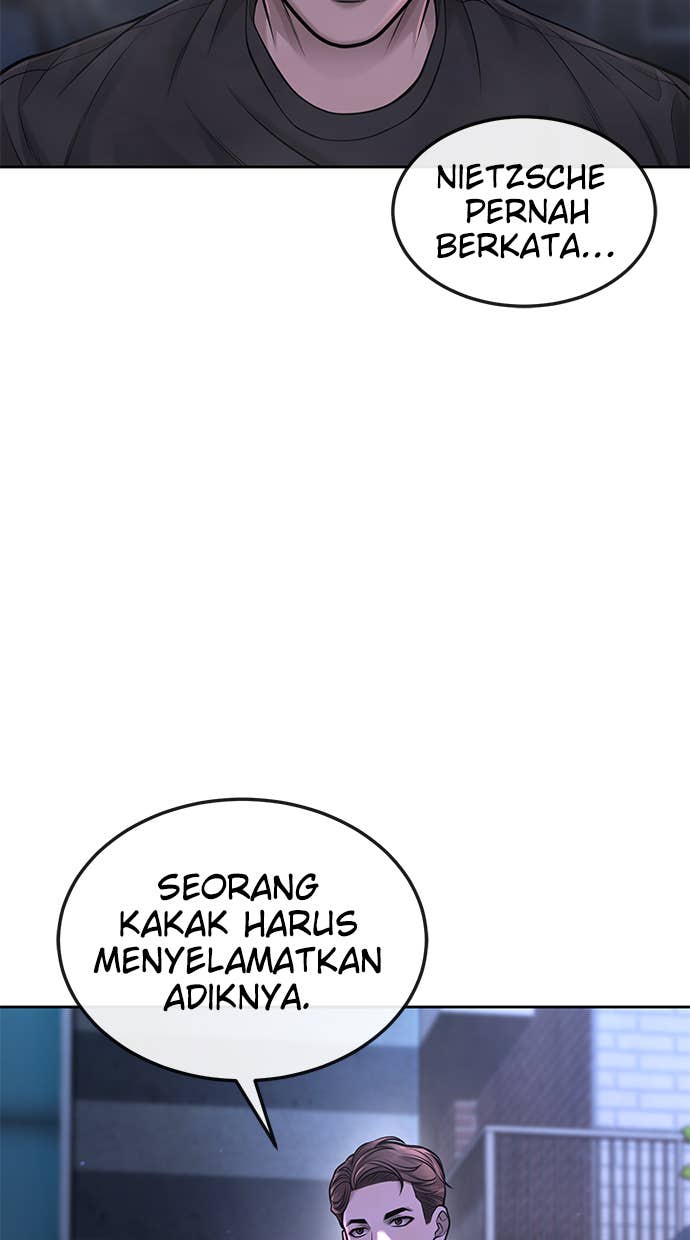 NIETZSCHE
PERNAH
BERKATA...
SEORANG
KAKAK HARUS
MENYELAMATKAN
ADIKNYA.